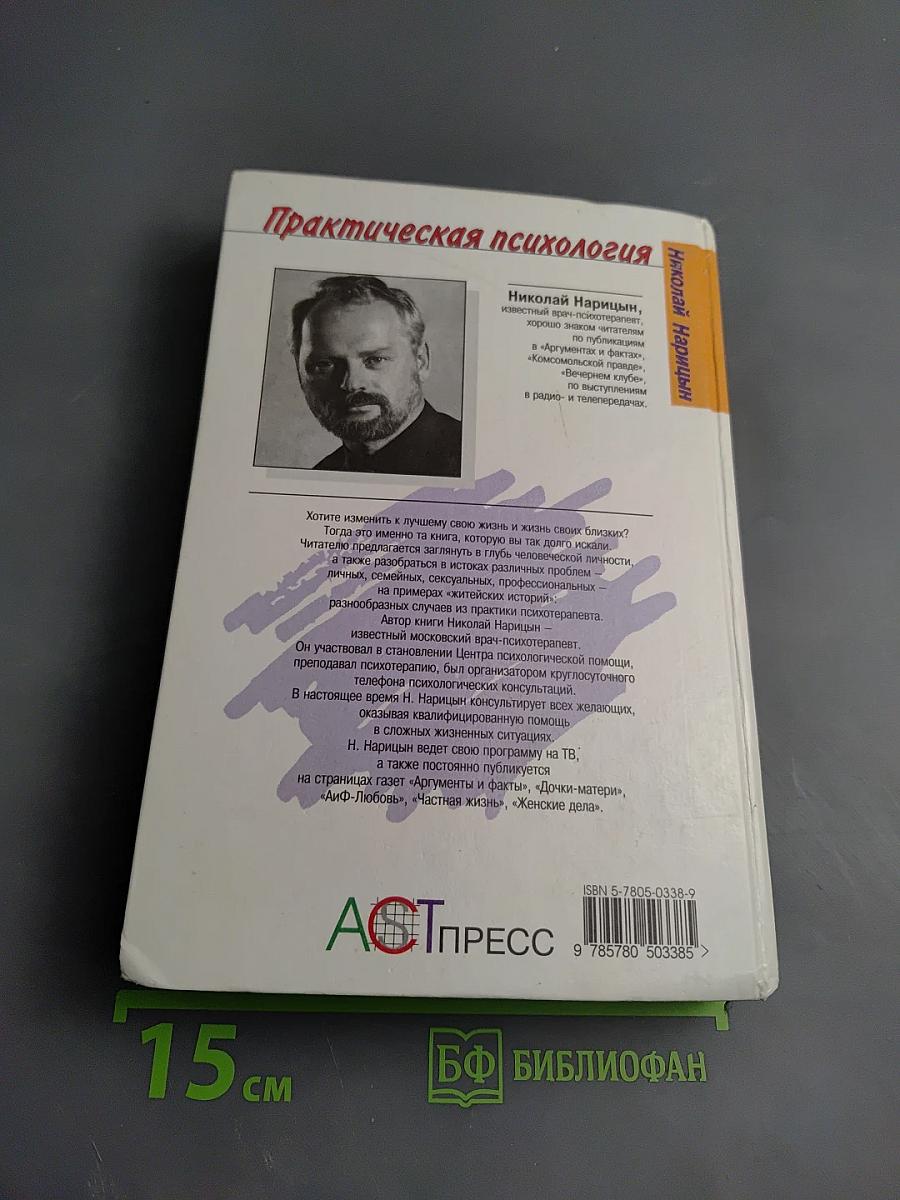 Практическая психология
Николай Нарицын
Николай Нарицын,
известный врач-психотерапевт,
хорошо знаком читателям
по публикациям
в «Аргументах и фактах»,
«Комсомольской правде»,
«Вечернем клубе»,
по выступлениям
в радио- и телепередачах.
Хотите изменить к лучшему свою жизнь и жизнь своих близких?
Тогда это именно та книга, которую вы так долго искали.
Читателю предлагается заглянуть в глубь человеческой личности,
а также разобраться в истоках различных проблем –
личных, семейных, сексуальных, профессиональных –
на примерах «житейских историй»:
разнообразных случаев из практики психотерапевта.
Автор книги Николай Нарицын –
известный московский врач-психотерапевт.
Он участвовал в становлении Центра психологической помощи,
преподавал психотерапию, был организатором круглосуточного
телефона психологических консультаций.
В настоящее время Н. Нарицын консультирует всех желающих,
оказывая квалифицированную помощь
в сложных жизненных ситуациях.
Н. Нарицын ведет свою программу на ТВ,
а также постоянно публикуется
на страницах газет «Аргументы и факты», «Дочки-матери»,
«АиФ-Любовь», «Частная жизнь», «Женские дела».
АСТ ПРЕСС
ISBN 5-7805-0338-9
9 785780 503385 >
15 см
БФ БИБЛИОФАН